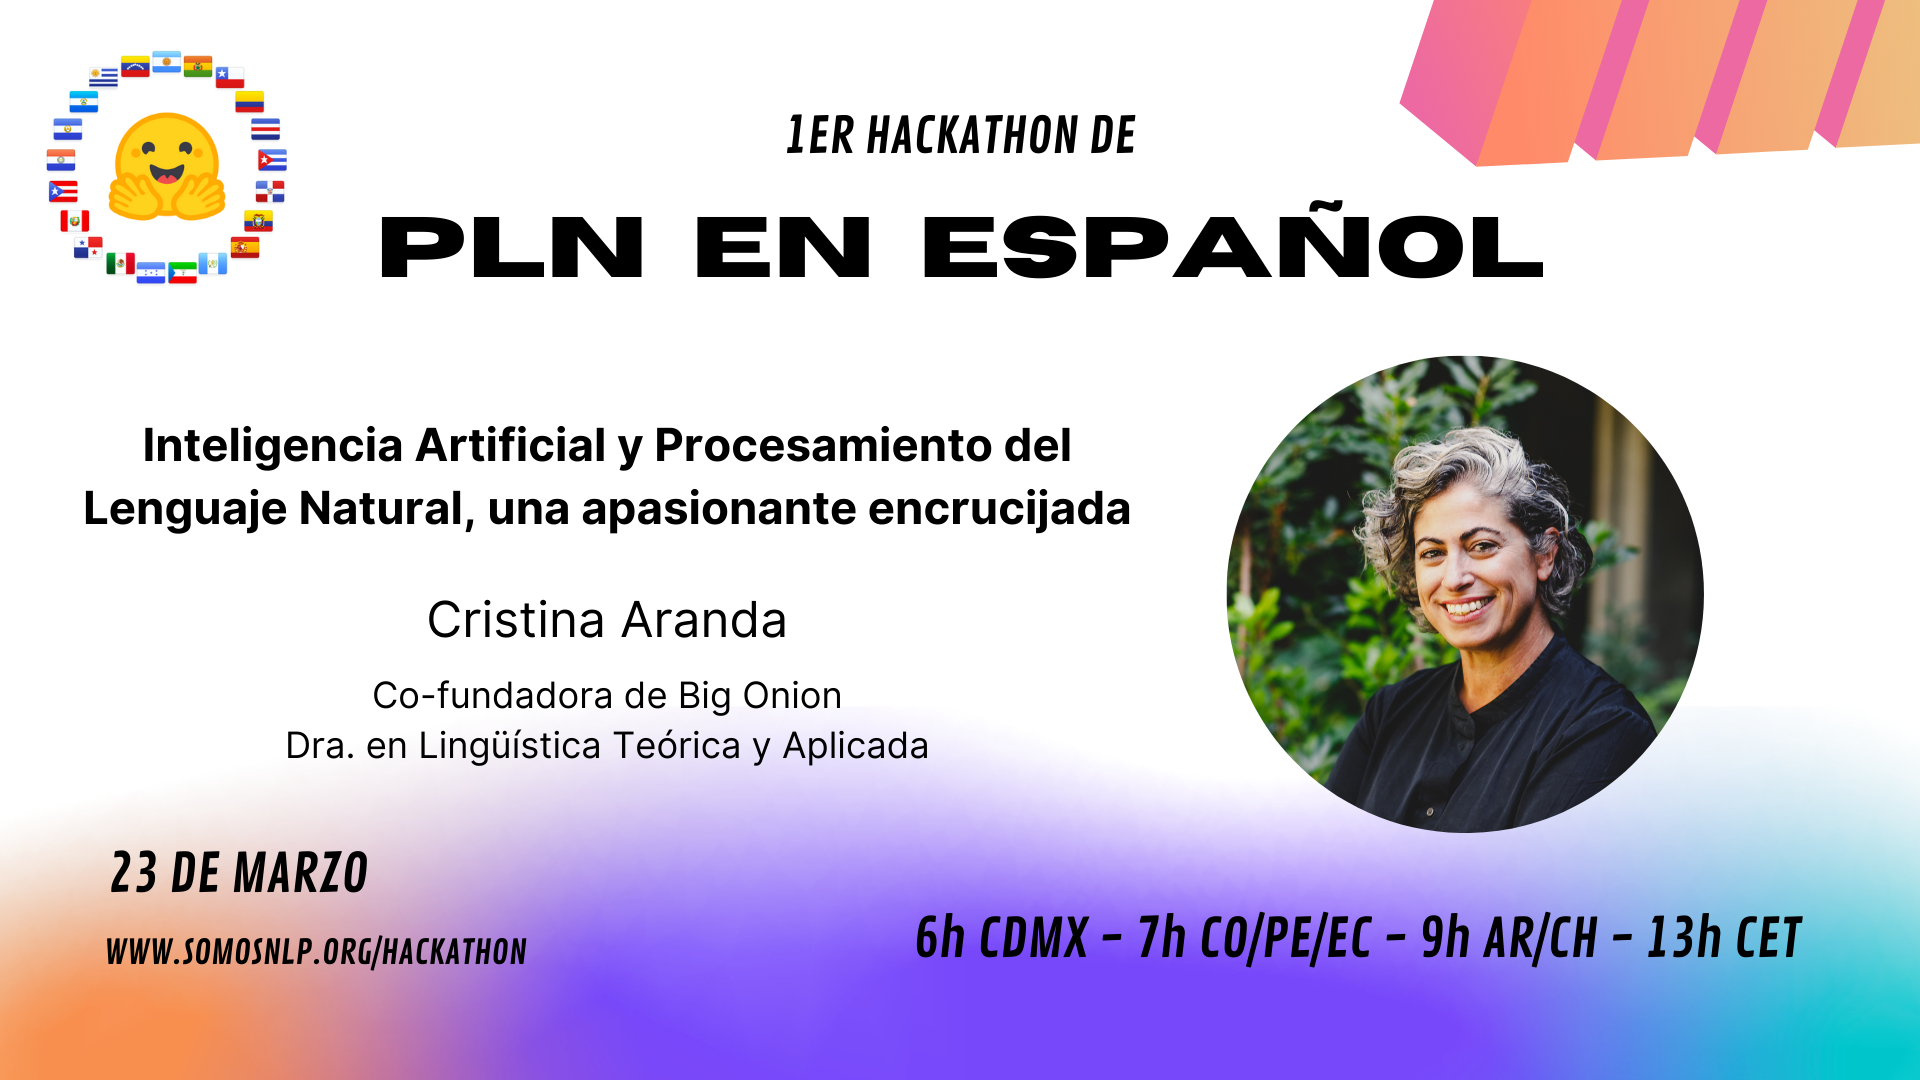 1ER HACKATHON DE
PLN EN ESPAÑOL
Inteligencia Artificial y Procesamiento del
Lenguaje Natural, una apasionante encrucijada
Cristina Aranda
Co-fundadora de Big Onion
Dra. en Lingüística Teórica y Aplicada
23 DE MARZO
WWW.SOMOSNLP.ORG/HACKATHON
6h CDMX - 7h CO/PE/EC - 9h AR/CH - 13h CET